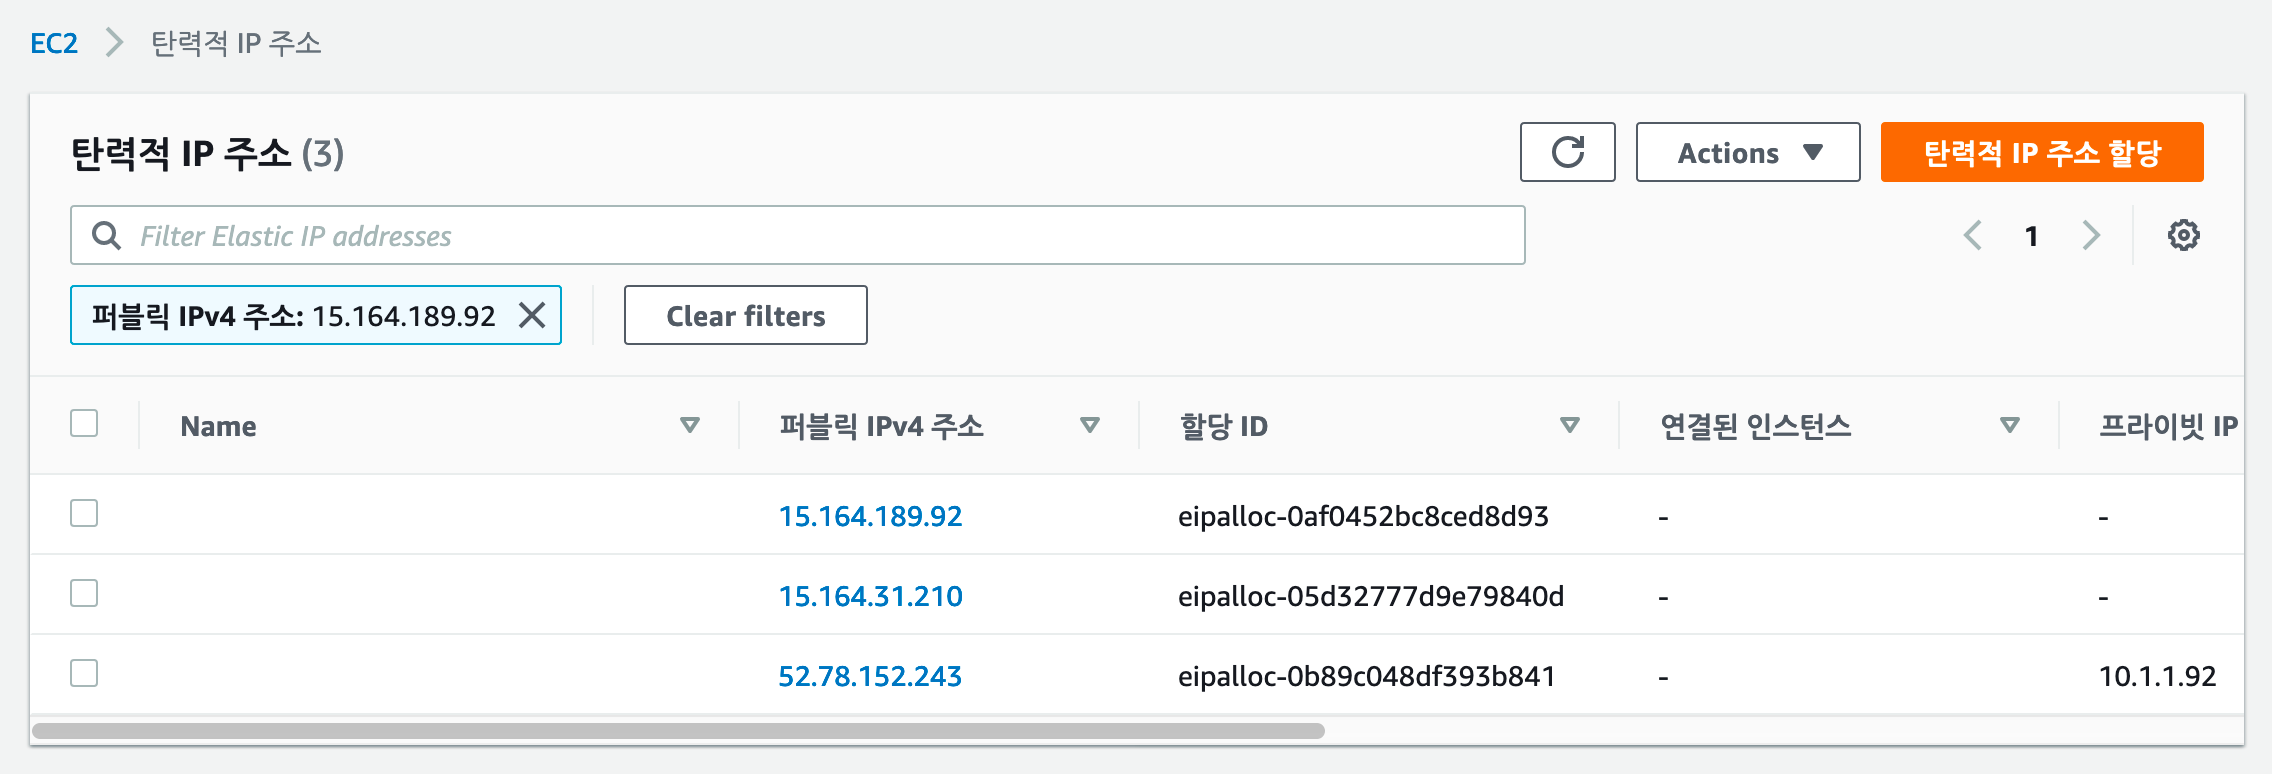 EC2 탄력적 IP 주소
탄력적 IP 주소 (3)
Actions
탄력적 IP 주소 할당
Filter Elastic IP addresses
1
퍼블릭 IPv4 주소: 15.164.189.92
Clear filters
Name 퍼블릭 IPv4 주소 할당 ID 연결된 인스턴스 프라이빗 IP
15.164.189.92 eipalloc-0af0452bc8ced8d93 - -
15.164.31.210 eipalloc-05d32777d9e79840d - -
52.78.152.243 eipalloc-0b89c048df393b841 - 10.1.1.92